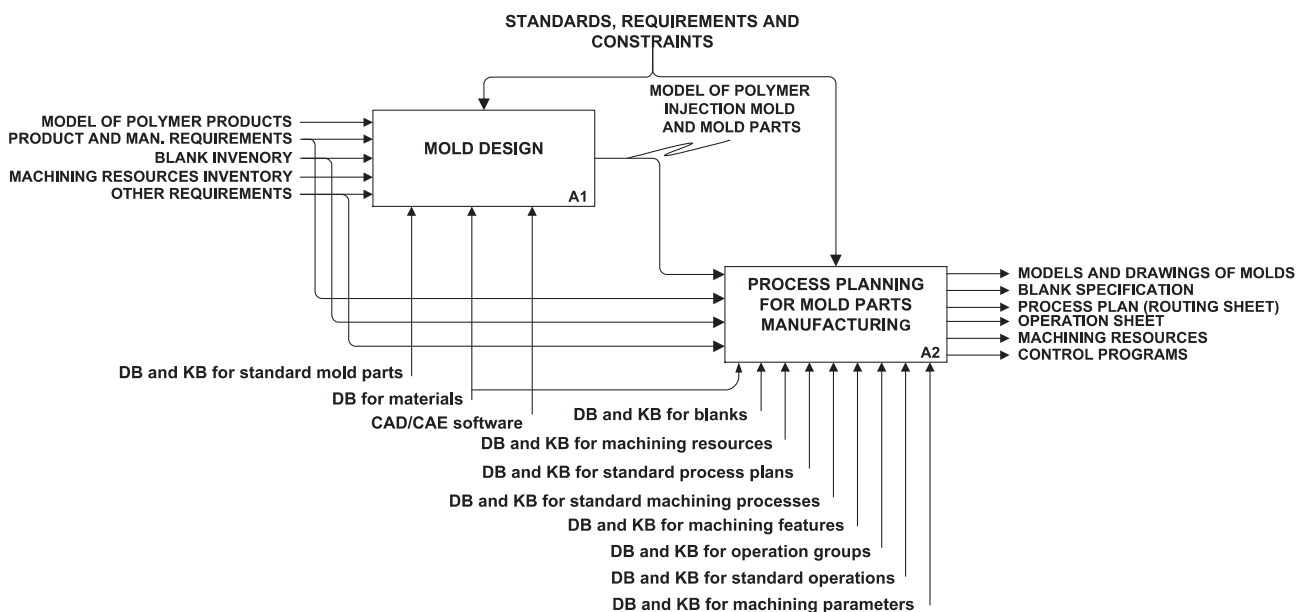 STANDARDS, REQUIREMENTS AND
CONSTRAINTS
MODEL OF POLYMER
INJECTION MOLD
AND MOLD PARTS
MODEL OF POLYMER PRODUCTS
PRODUCT AND MAN. REQUIREMENTS
BLANK INVENORY
MACHINING RESOURCES INVENTORY
OTHER REQUIREMENTS
MOLD DESIGN
A1
PROCESS PLANNING
FOR MOLD PARTS
MANUFACTURING
A2
MODELS AND DRAWINGS OF MOLDS
BLANK SPECIFICATION
PROCESS PLAN (ROUTING SHEET)
OPERATION SHEET
MACHINING RESOURCES
CONTROL PROGRAMS
DB and KB for standard mold parts
DB for materials
CAD/CAE software
DB and KB for blanks
DB and KB for machining resources
DB and KB for standard process plans
DB and KB for standard machining processes
DB and KB for machining features
DB and KB for operation groups
DB and KB for standard operations
DB and KB for machining parameters